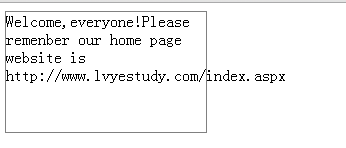 Welcome,everyone!Please
remenber our home page
website is
http://www.lvyestudy.com/index.aspx